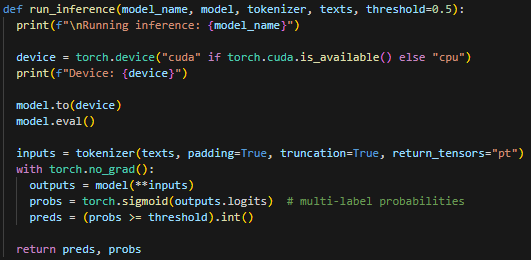 def run_inference(model_name, model, tokenizer, texts, threshold=0.5):
print(f"\nRunning inference: {model_name}")
device = torch.device("cuda" if torch.cuda.is_available() else "cpu")
print(f"Device: {device}")
model.to(device)
model.eval()
inputs = tokenizer(texts, padding=True, truncation=True, return_tensors="pt")
with torch.no_grad():
outputs = model(**inputs)
probs = torch.sigmoid(outputs.logits)  # multi-label probabilities
preds = (probs >= threshold).int()
return preds, probs